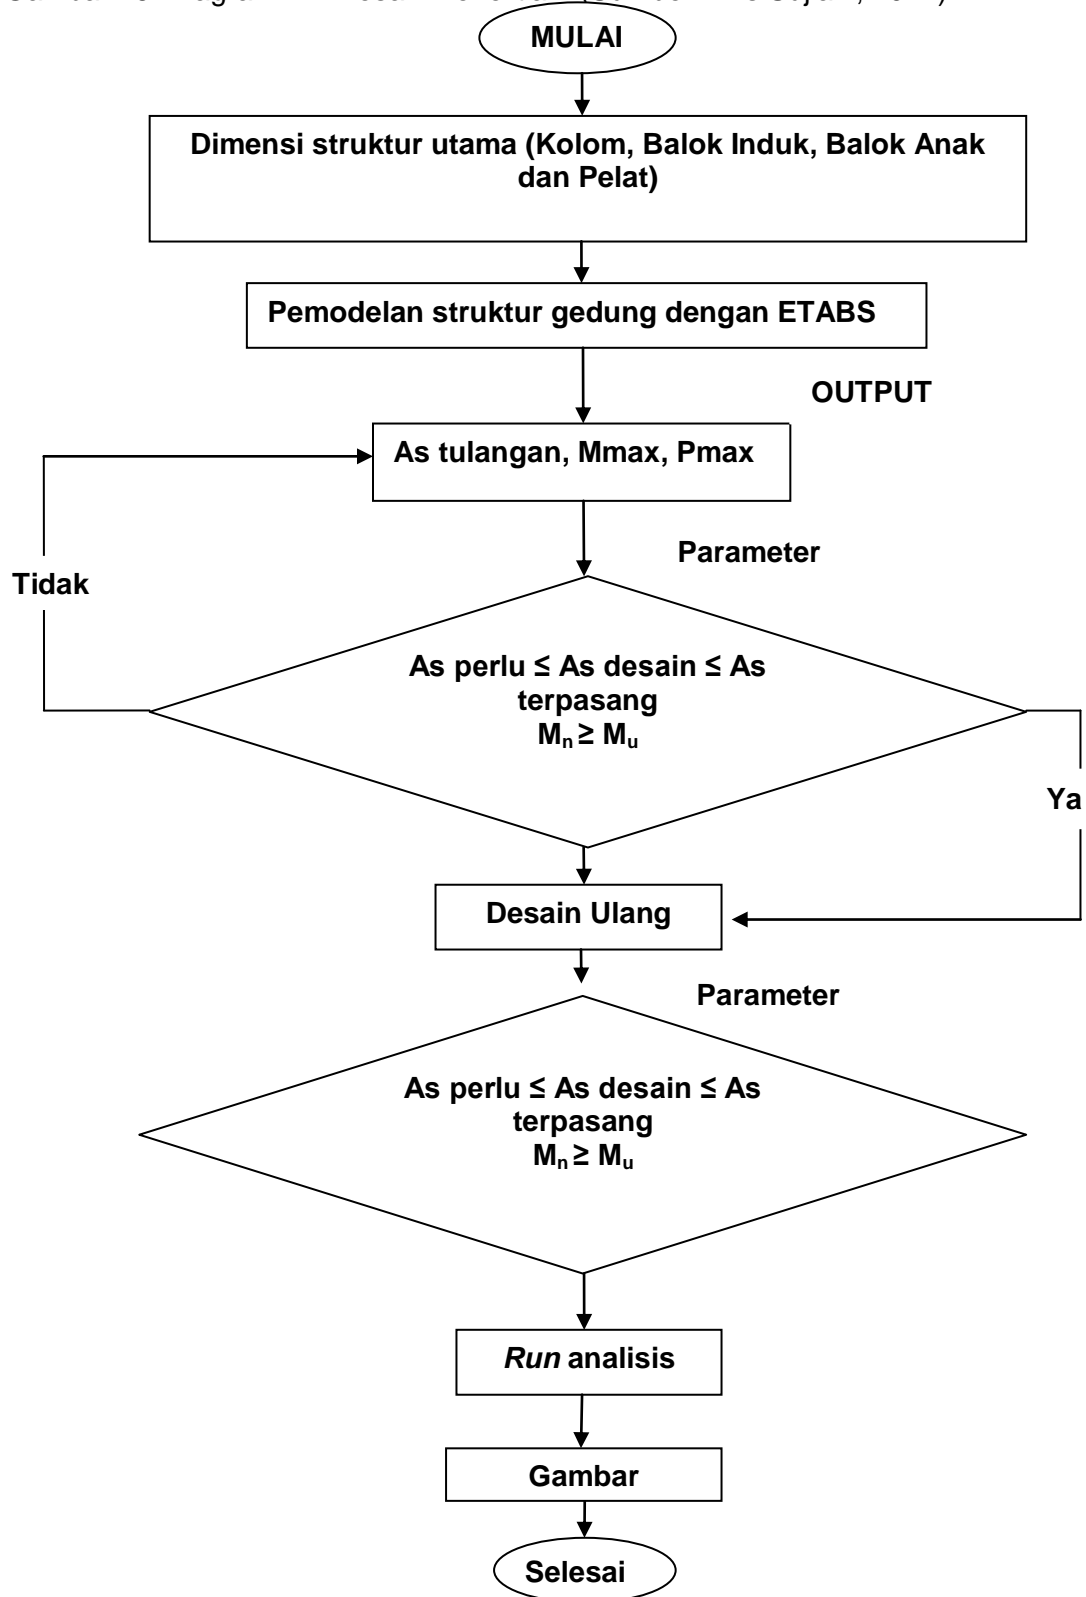 MULAI
Dimensi struktur utama (Kolom, Balok Induk, Balok Anak
dan Pelat)
Pemodelan struktur gedung dengan ETABS
OUTPUT
As tulangan, Mmax, Pmax
Parameter
Tidak
As perlu ≤ As desain ≤ As
terpasang
Mn ≥ Mu
Ya
Desain Ulang
Parameter
As perlu ≤ As desain ≤ As
terpasang
Mn ≥ Mu
Run analisis
Gambar
Selesai